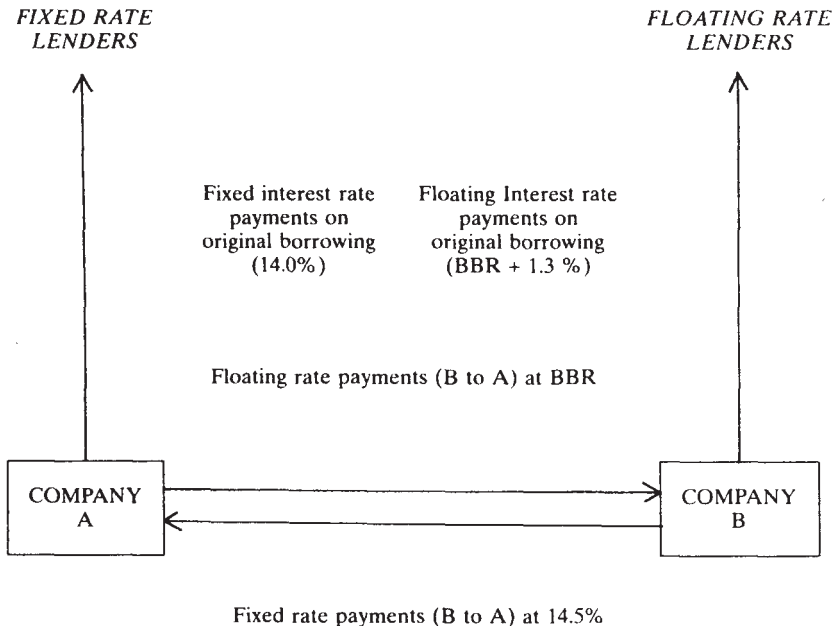 FIXED RATE
LENDERS
FLOATING RATE
LENDERS
Fixed interest rate
payments on
original borrowing
(14.0%)
Floating Interest rate
payments on
original borrowing
(BBR + 1.3 %)
Floating rate payments (B to A) at BBR
COMPANY
A
COMPANY
B
Fixed rate payments (B to A) at 14.5%